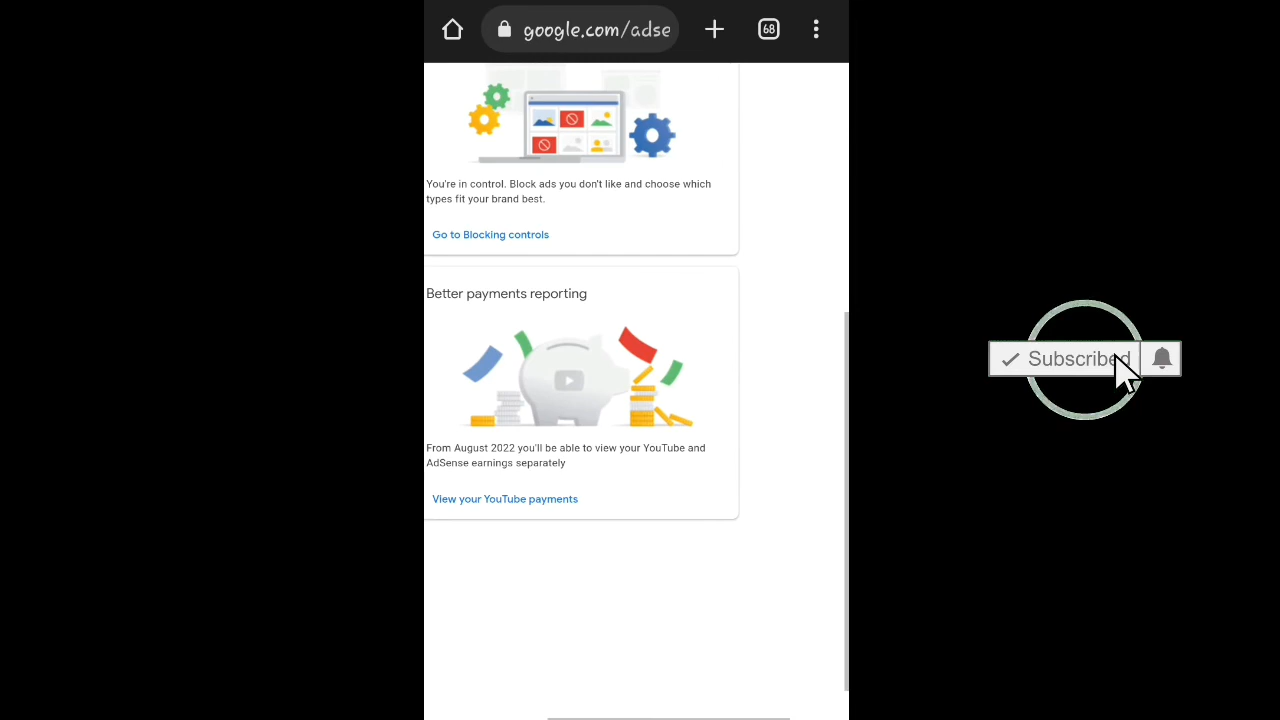 google.com/adse
68
You're in control. Block ads you don't like and choose which
types fit your brand best.
Go to Blocking controls
Better payments reporting
From August 2022 you'll be able to view your YouTube and
AdSense earnings separately
View your YouTube payments
Subscribed